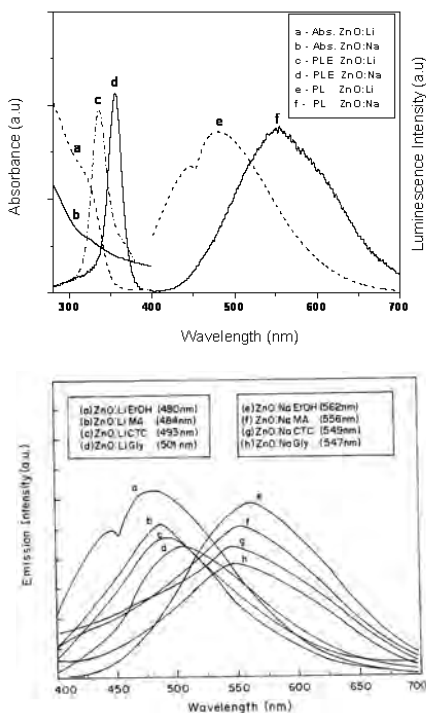 a - Abs. ZnO:Li
b - Abs. ZnO:Na
c - PLE ZnO:Li
d - PLE ZnO:Na
e - PL ZnO:Li
f - PL ZnO:Na
Absorbance (a.u)
Luminescence Intensity (a.u)
a
b
c
d
e
f
300 400 500 600 700
Wavelength (nm)
(a) ZnO:Li EtOH (480nm)
(b) ZnO:Li MA (484nm)
(c) ZnO:Li CTC (493nm)
(d) ZnO:Li Gly (501 nm)
(e) ZnO:Na EtOH (562nm)
(f) ZnO:Na MA (556nm)
(g) ZnO:Na CTC (549nm)
(h) ZnO:Na Gly (547nm)
Emission Intensity (a.u.)
a
b
c
d
e
f
g
h
400 450 500 550 600 650 700
Wavelength (nm)